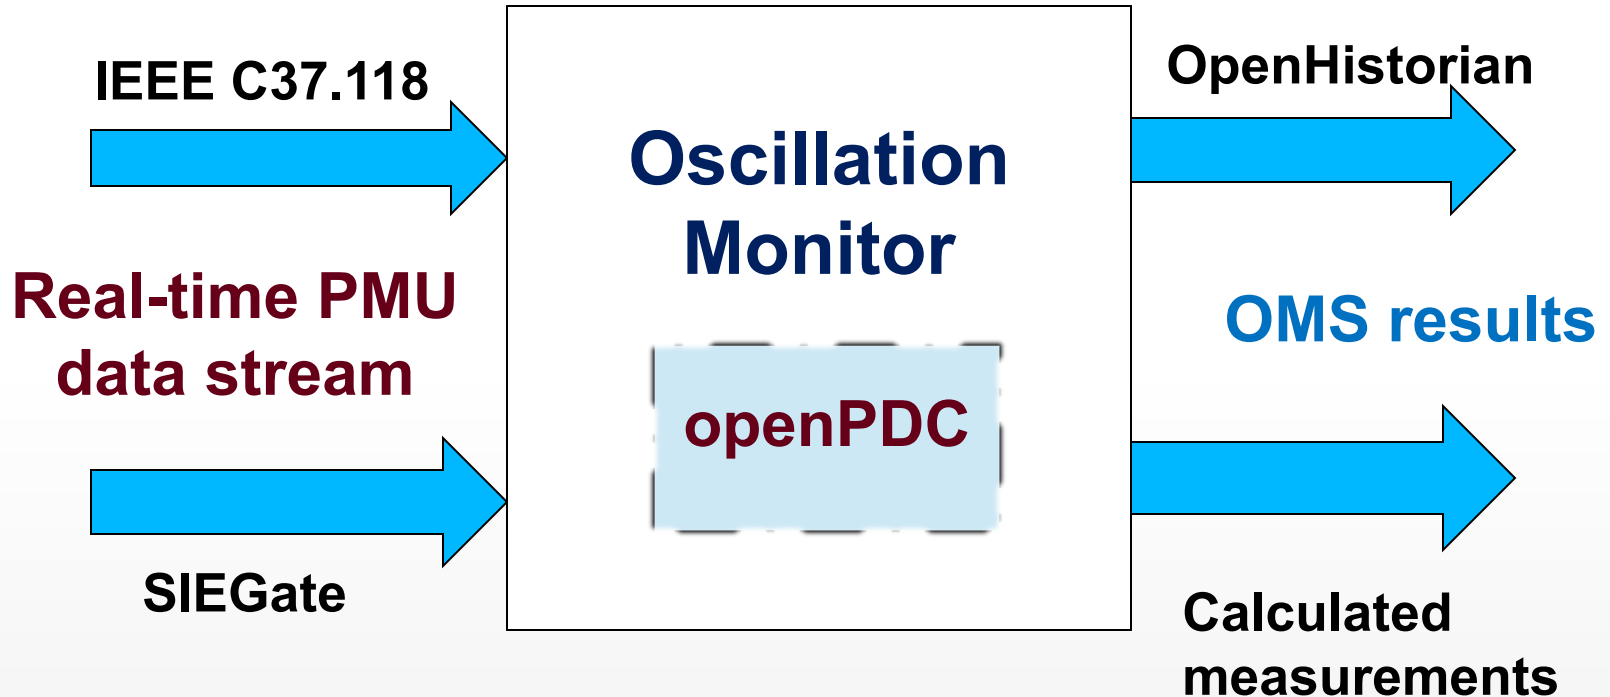 IEEE C37.118
Real-time PMU
data stream
SIEGate
Oscillation
Monitor
openPDC
OpenHistorian
OMS results
Calculated
measurements